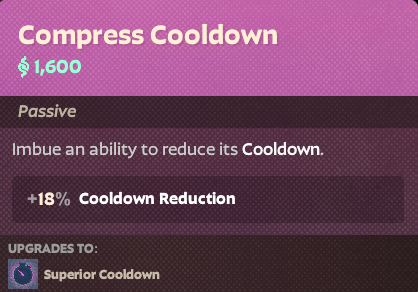 Compress Cooldown
1,600
Passive
Imbue an ability to reduce its Cooldown.
+18% Cooldown Reduction
UPGRADES TO:
Superior Cooldown